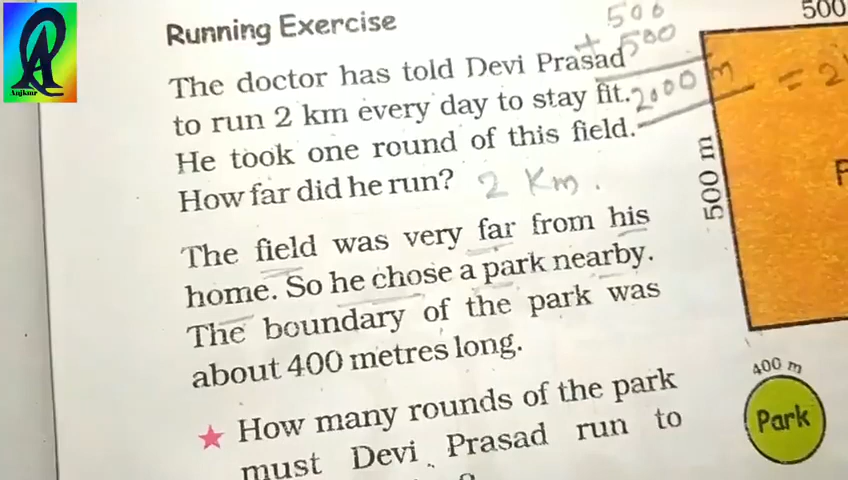 Anjkmr
Running Exercise
500
+ 500
2000 m = 2
The doctor has told Devi Prasad
to run 2 km every day to stay fit.
He took one round of this field.
How far did he run? 2 Km.
The field was very far from his
home. So he chose a park nearby.
The boundary of the park was
about 400 metres long.
How many rounds of the park
must Devi Prasad run to
500
500 m
400 m
Park